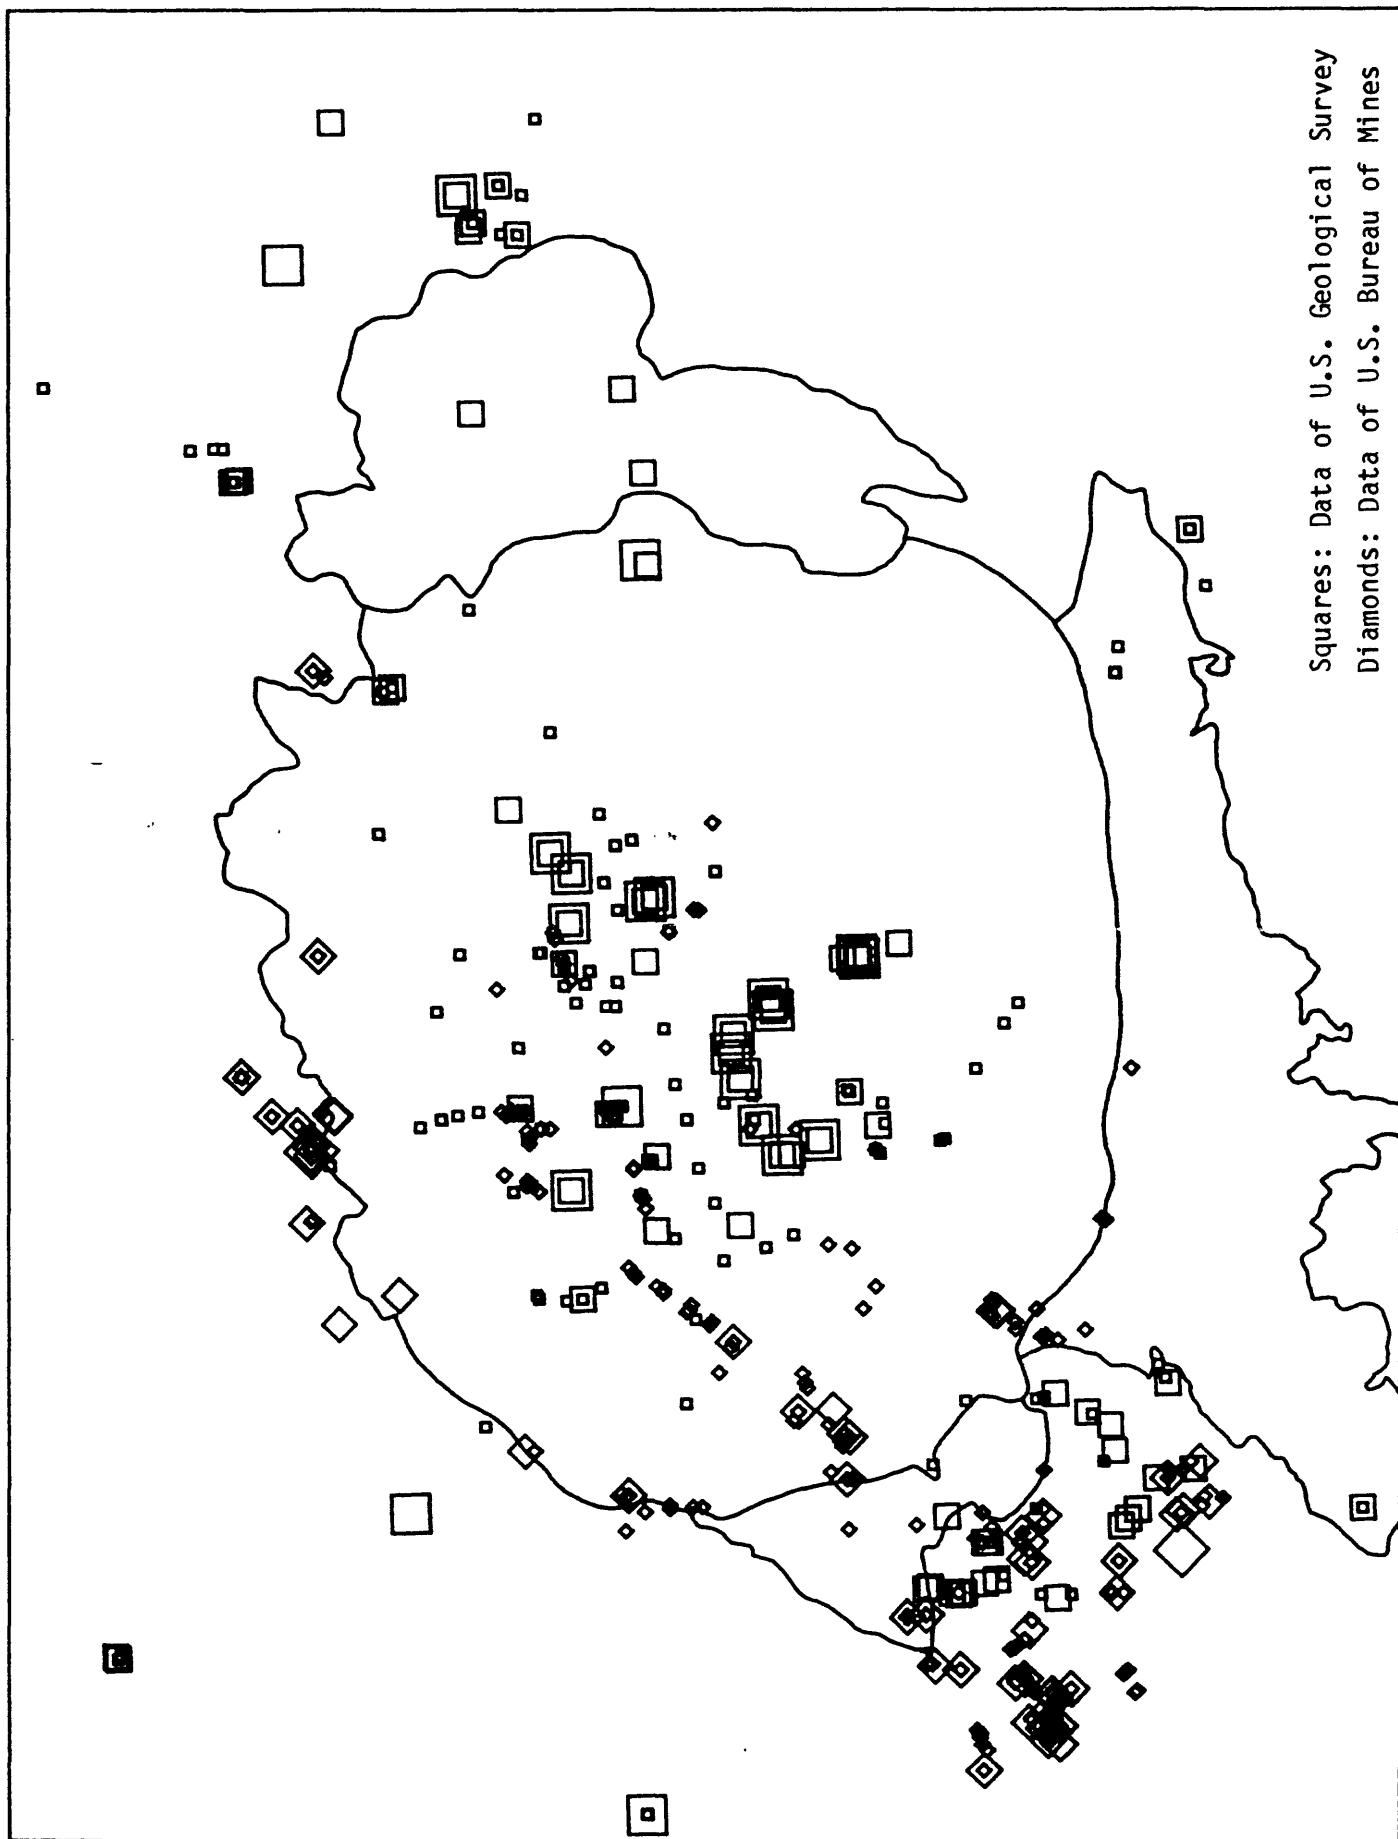 Squares: Data of U.S. Geological Survey
Diamonds: Data of U.S. Bureau of Mines